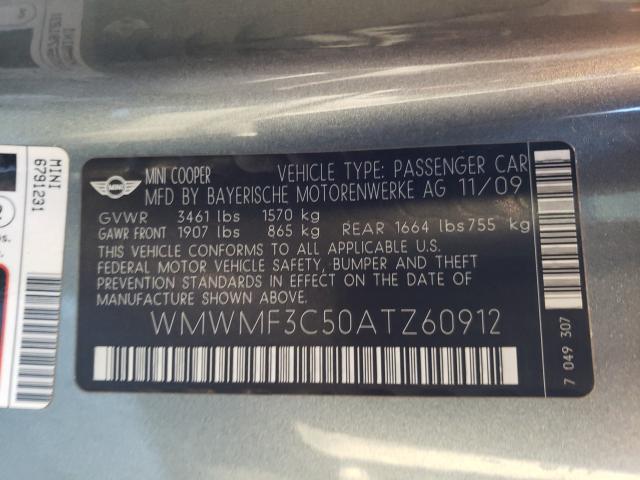 MINI
6791231
MINI
MINI COOPER VEHICLE TYPE: PASSENGER CAR
MFD BY BAYERISCHE MOTORENWERKE AG 11/09
GVWR 3461 lbs 1570 kg
GAWR FRONT 1907 lbs 865 kg REAR 1664 lbs 755 kg
THIS VEHICLE CONFORMS TO ALL APPLICABLE U.S.
FEDERAL MOTOR VEHICLE SAFETY, BUMPER AND THEFT
PREVENTION STANDARDS IN EFFECT ON THE DATE
OF MANUFACTURE SHOWN ABOVE.
WMWMF3C50ATZ60912
7 049 307